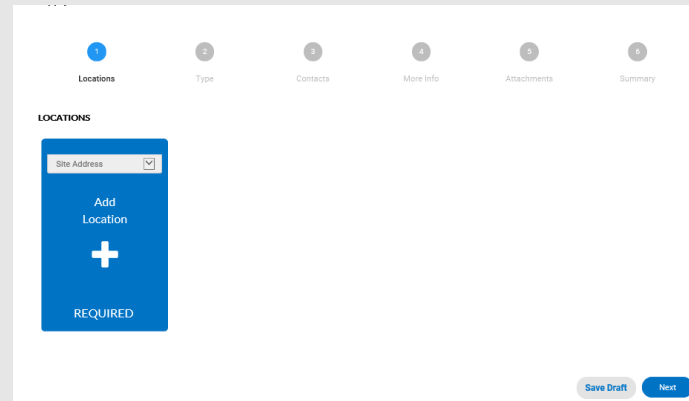 1 2 3 4 5 6
Locations Type Contacts More Info Attachments Summary
LOCATIONS
Site Address
Add
Location
REQUIRED
Save Draft Next